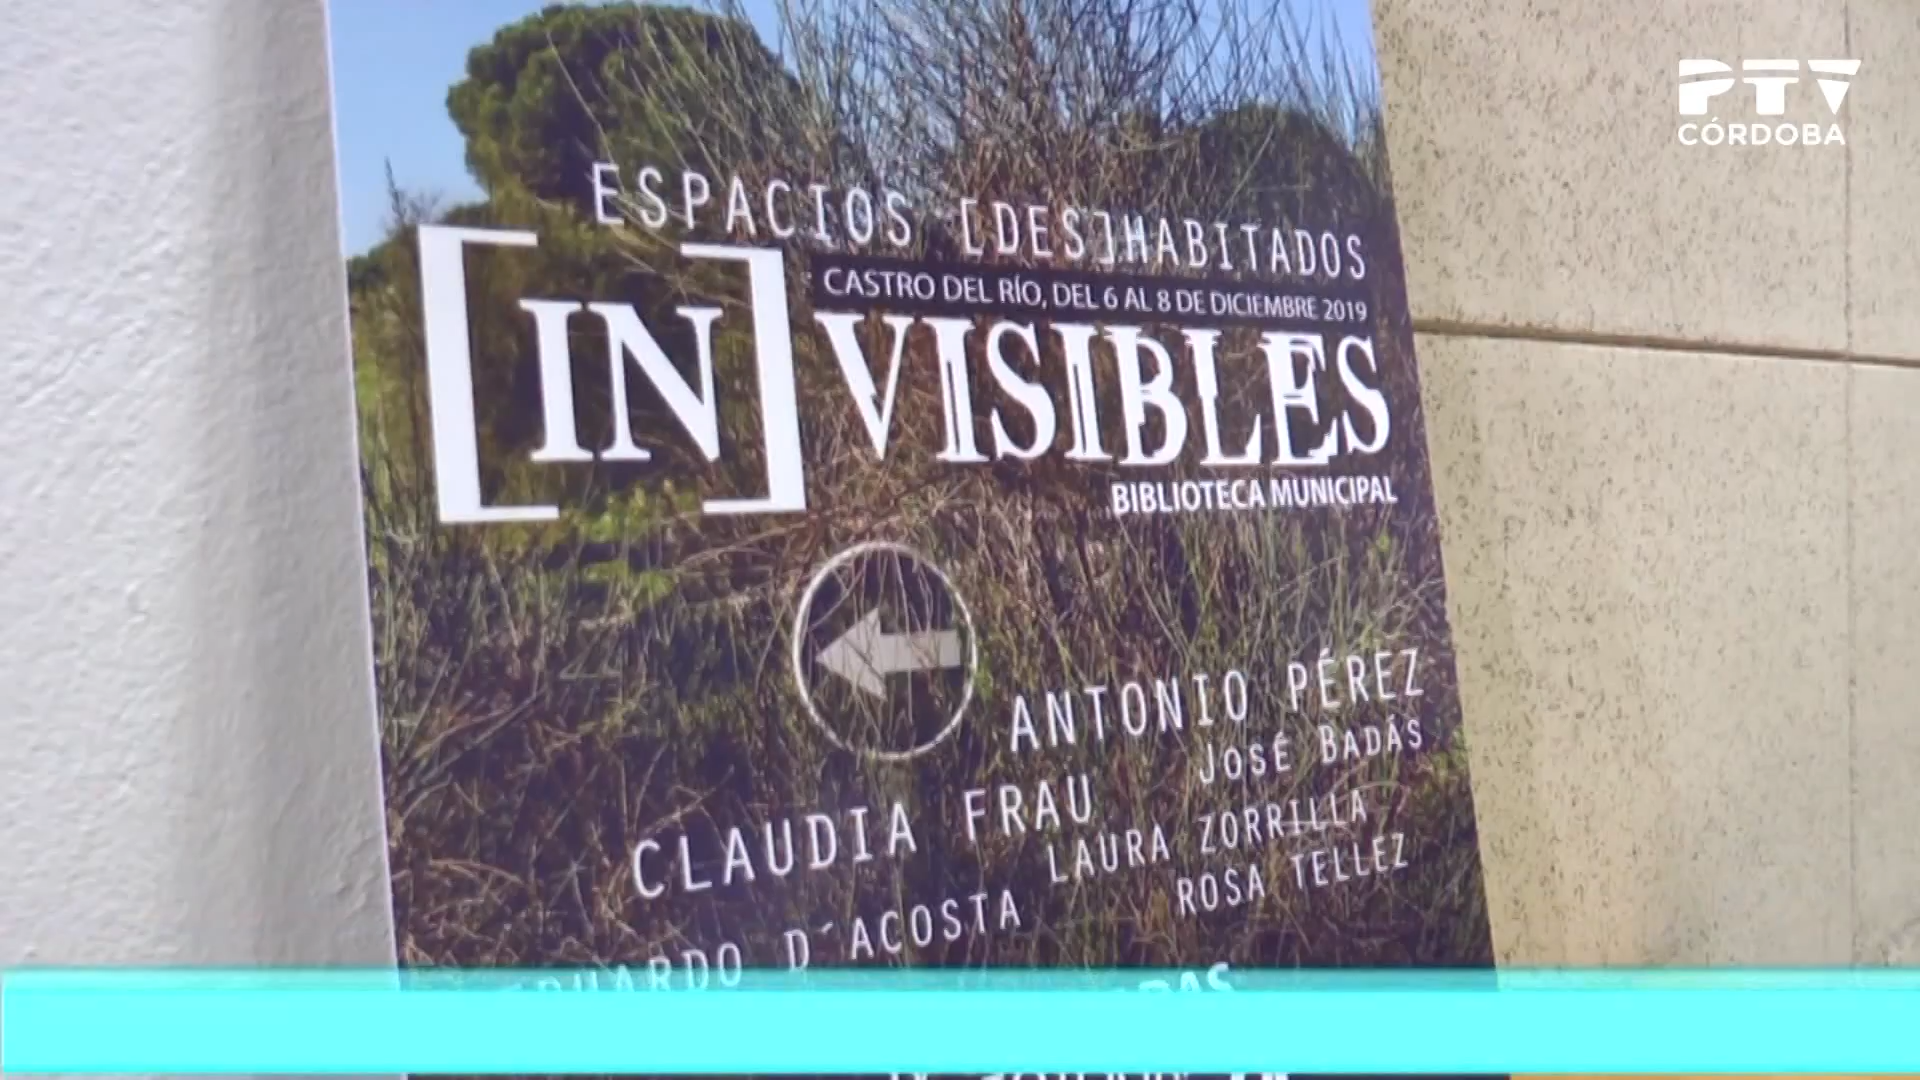 PTV
CÓRDOBA
ESPACIOS [DES]HABITADOS
CASTRO DEL RÍO, DEL 6 AL 8 DE DICIEMBRE 2019
[IN]VISIBLES
BIBLIOTECA MUNICIPAL
ANTONIO PÉREZ
JOSÉ BADÁS
CLAUDIA FRAU
LAURA ZORRILLA
ROSA TELLEZ
D´ACOSTA